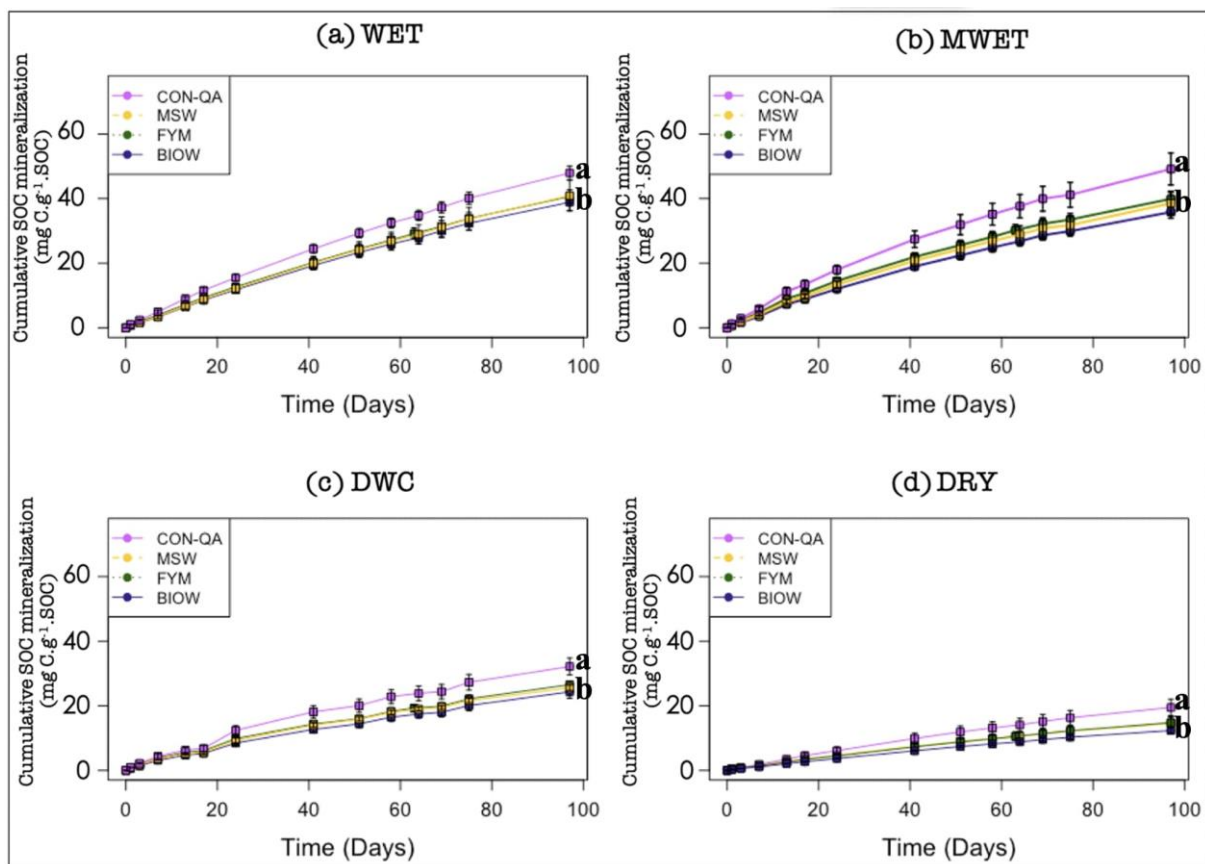 (a) WET
Cumulative SOC mineralization
(mg C.g⁻¹.SOC)
CON-QA
MSW
FYM
BIOW
60
40
20
0
a
b
0 20 40 60 80 100
Time (Days)
(b) MWET
Cumulative SOC mineralization
(mg C.g⁻¹.SOC)
CON-QA
MSW
FYM
BIOW
60
40
20
0
a
b
0 20 40 60 80 100
Time (Days)
(c) DWC
Cumulative SOC mineralization
(mg C.g⁻¹.SOC)
CON-QA
MSW
FYM
BIOW
60
40
20
0
a
b
0 20 40 60 80 100
Time (Days)
(d) DRY
Cumulative SOC mineralization
(mg C.g⁻¹.SOC)
CON-QA
MSW
FYM
BIOW
60
40
20
0
a
b
0 20 40 60 80 100
Time (Days)